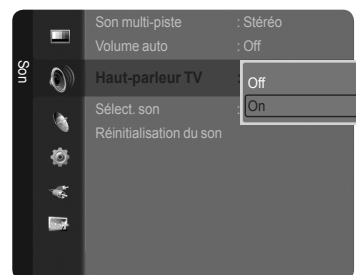 Son
Son multi-piste : Stéréo
Volume auto : Off
Haut-parleur TV :
Off
On
Sélect. son :
Réinitialisation du son